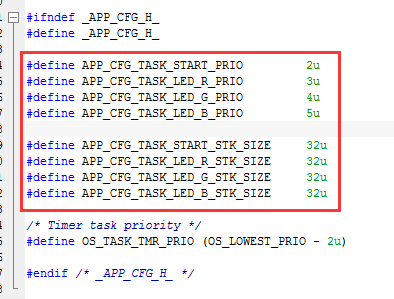 #ifndef _APP_CFG_H_
#define _APP_CFG_H_
#define APP_CFG_TASK_START_PRIO 2u
#define APP_CFG_TASK_LED_R_PRIO 3u
#define APP_CFG_TASK_LED_G_PRIO 4u
#define APP_CFG_TASK_LED_B_PRIO 5u
#define APP_CFG_TASK_START_STK_SIZE 32u
#define APP_CFG_TASK_LED_R_STK_SIZE 32u
#define APP_CFG_TASK_LED_G_STK_SIZE 32u
#define APP_CFG_TASK_LED_B_STK_SIZE 32u
/* Timer task priority */
#define OS_TASK_TMR_PRIO (OS_LOWEST_PRIO - 2u)
#endif /* _APP_CFG_H_ */